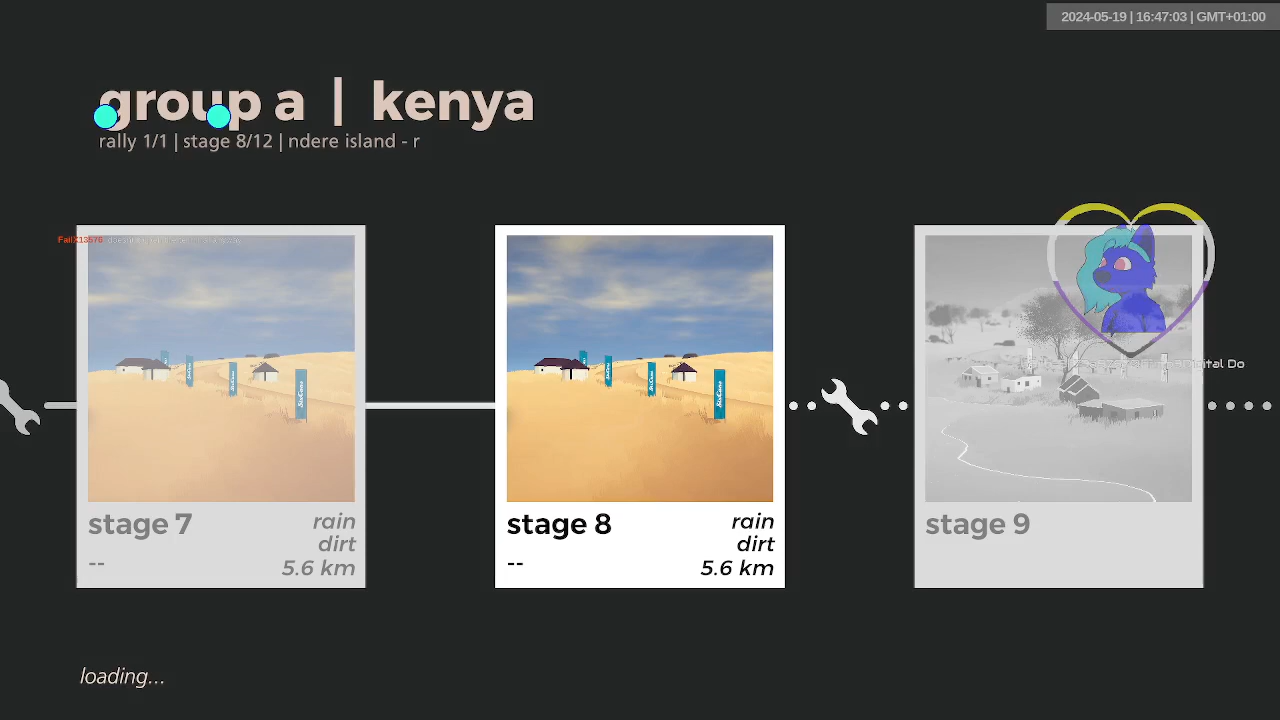 2024-05-19 | 16:47:03 | GMT+01:00
group a | kenya
rally 1/1 | stage 8/12 | ndere island - r
stage 7
rain
dirt
--
5.6 km
stage 8
rain
dirt
--
5.6 km
stage 9
loading...